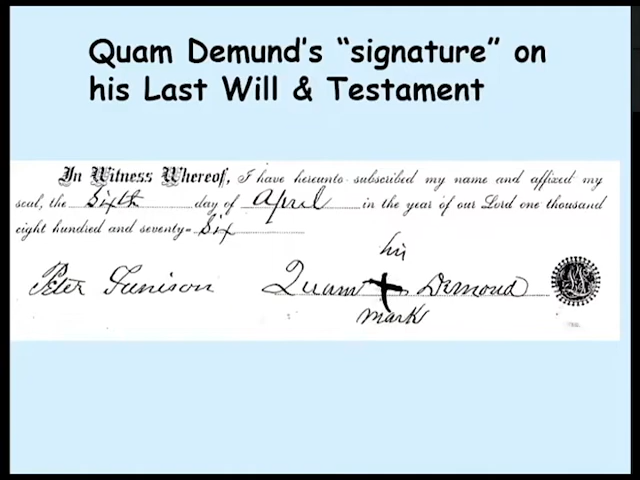 Quam Demund's “signature” on
his Last Will & Testament
In Witness Whereof, I have hereunto subscribed my name and affixed my
seal, the Sixth day of April in the year of our Lord one thousand
eight hundred and seventy-Six
his
Peter Sunison Quam + Demond
mark